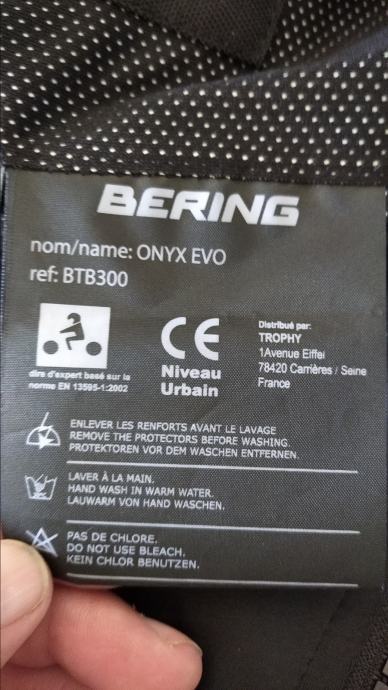 BERING
nom/name: ONYX EVO
ref: BTB300
dire d'expert basé sur la
norme EN 13595-1:2002
CE
Niveau
Urbain
Distribué par:
TROPHY
1Avenue Eiffel
78420 Carrières / Seine
France
ENLEVER LES RENFORTS AVANT LE LAVAGE
REMOVE THE PROTECTORS BEFORE WASHING.
PROTEKTOREN VOR DEM WASCHEN ENTFERNEN.
LAVER À LA MAIN.
HAND WASH IN WARM WATER.
LAUWARM VON HAND WASCHEN.
PAS DE CHLORE.
DO NOT USE BLEACH.
KEIN CHLOR BENUTZEN.